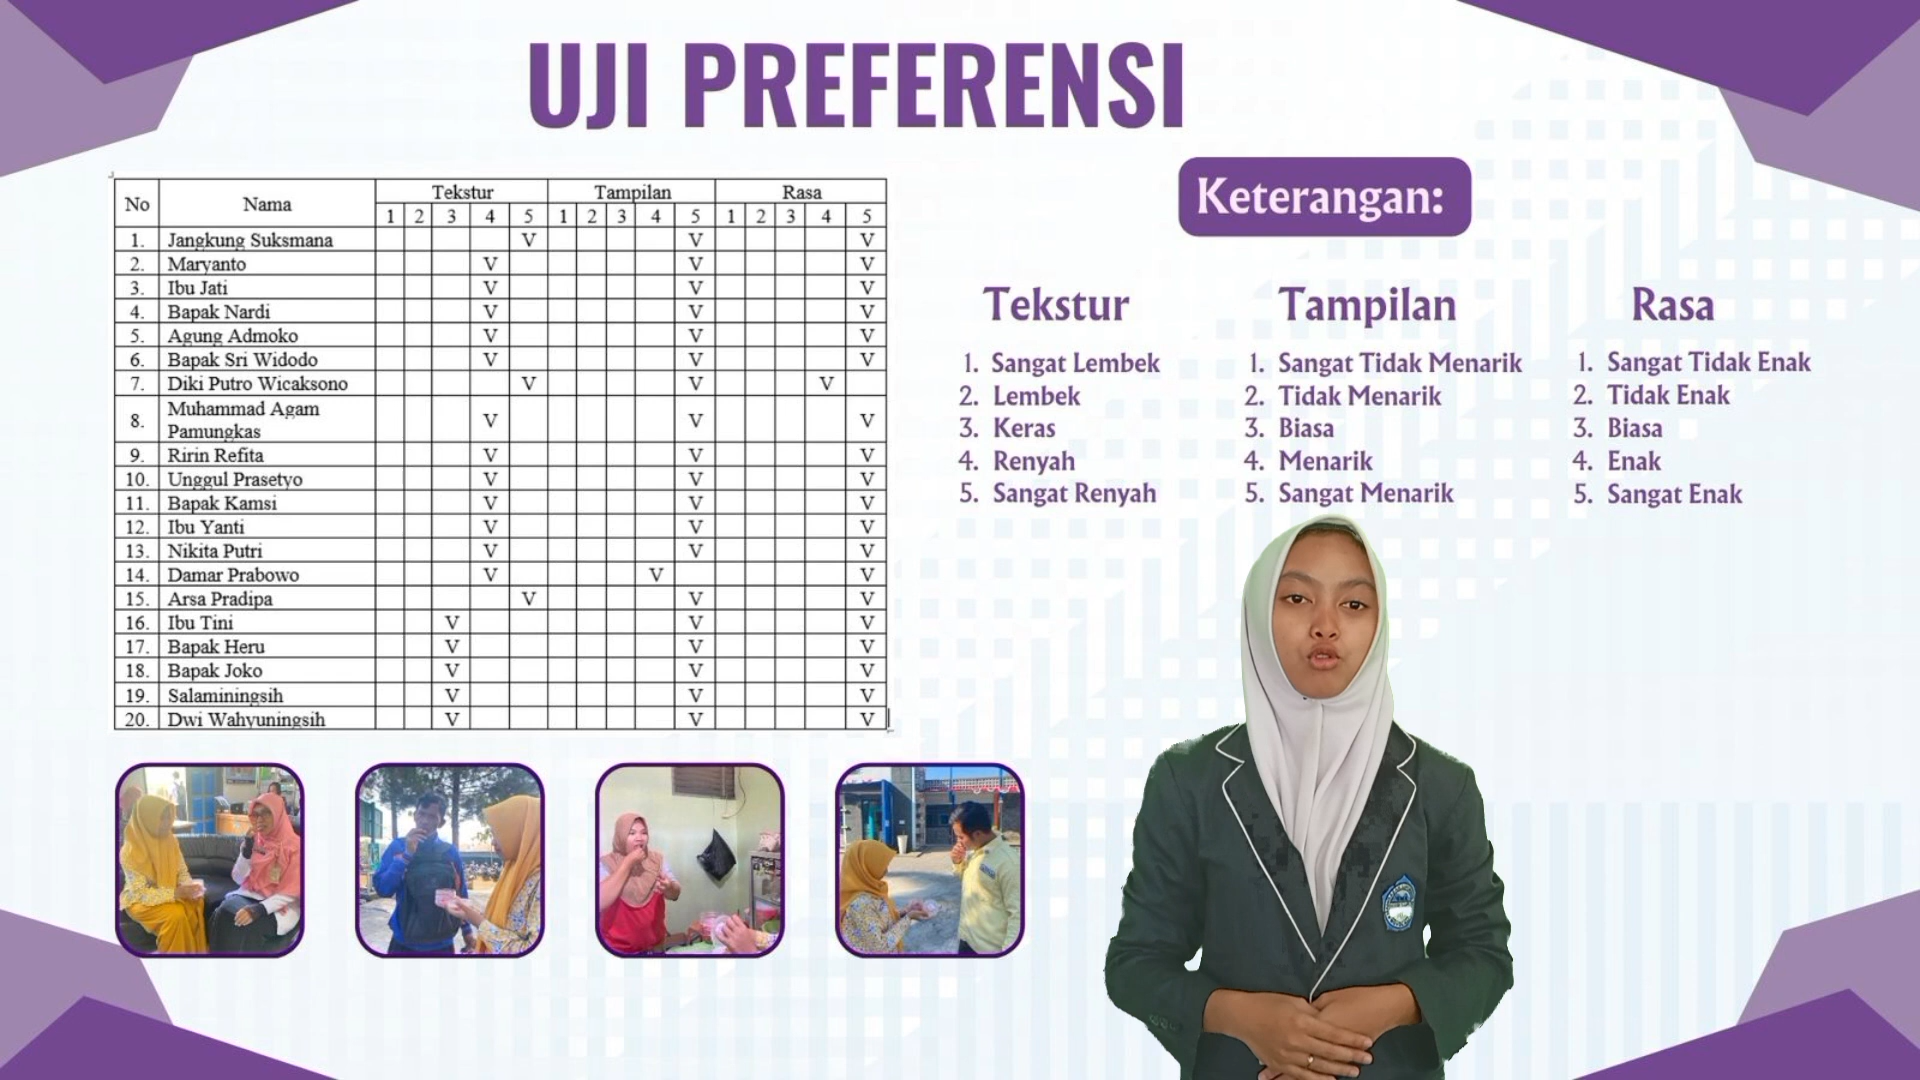 UJI PREFERENSI
No Nama Tekstur Tampilan Rasa
1 2 3 4 5 1 2 3 4 5 1 2 3 4 5
1. Jangkung Suksmana V V V
2. Maryanto V V V
3. Ibu Jati V V V
4. Bapak Nardi V V V
5. Agung Admoko V V V
6. Bapak Sri Widodo V V V
7. Diki Putro Wicaksono V V V
8. Muhammad Agam
Pamungkas V V V
9. Ririn Refita V V V
10. Unggul Prasetyo V V V
11. Bapak Kamsi V V V
12. Ibu Yanti V V V
13. Nikita Putri V V V
14. Damar Prabowo V V V
15. Arsa Pradipa V V V
16. Ibu Tini V V V
17. Bapak Heru V V V
18. Bapak Joko V V V
19. Salaminingsih V V V
20. Dwi Wahyuningsih V V V
Keterangan:
Tekstur
1. Sangat Lembek
2. Lembek
3. Keras
4. Renyah
5. Sangat Renyah
Tampilan
1. Sangat Tidak Menarik
2. Tidak Menarik
3. Biasa
4. Menarik
5. Sangat Menarik
Rasa
1. Sangat Tidak Enak
2. Tidak Enak
3. Biasa
4. Enak
5. Sangat Enak